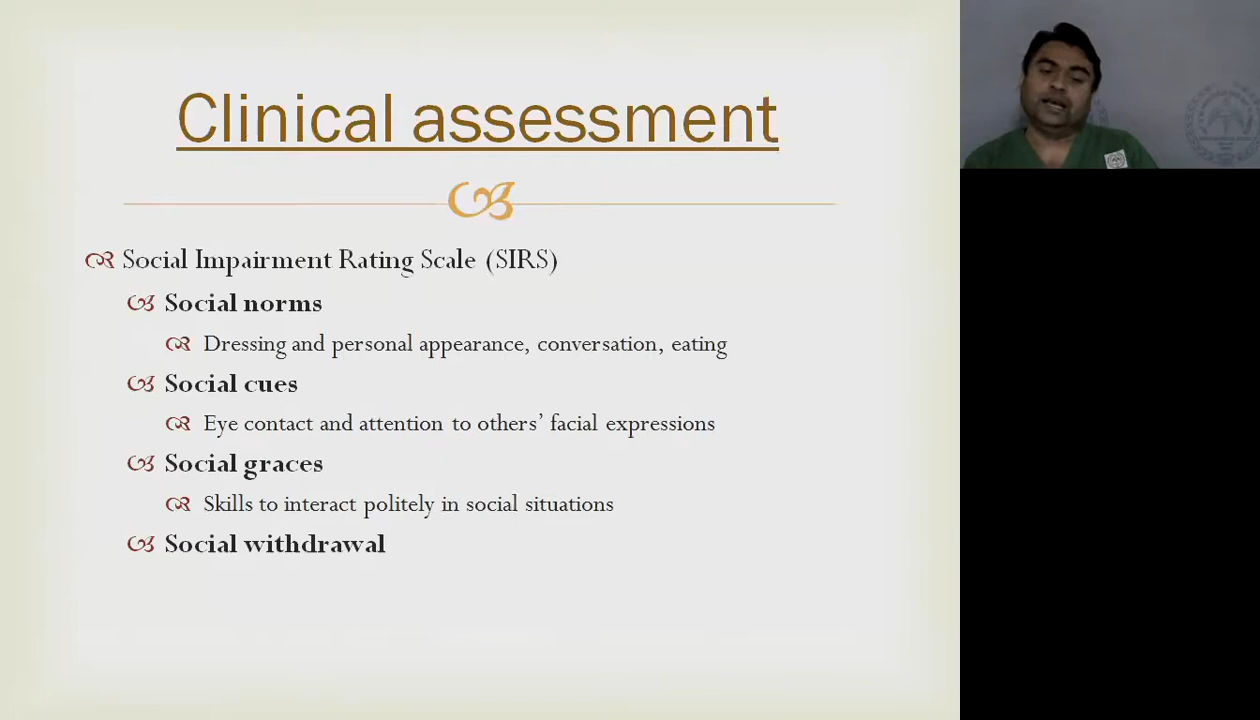 Clinical assessment
Social Impairment Rating Scale (SIRS)
Social norms
Dressing and personal appearance, conversation, eating
Social cues
Eye contact and attention to others’ facial expressions
Social graces
Skills to interact politely in social situations
Social withdrawal